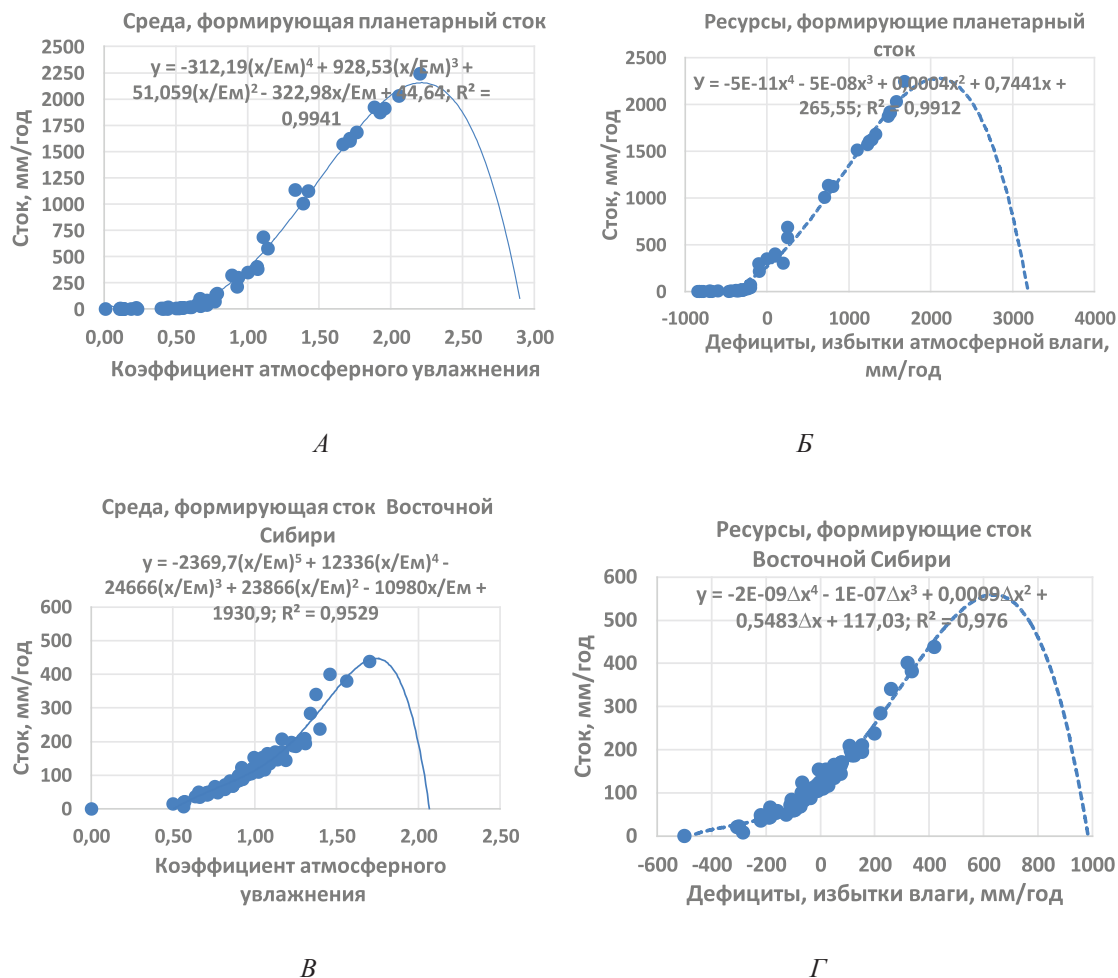 Среда, формирующая планетарный сток
y = -312,19(x/Eм)⁴ + 928,53(x/Eм)³ +
51,059(x/Eм)² - 322,98x/Eм + 44,64; R² =
0,9941
Сток, мм/год
2500
2250
2000
1750
1500
1250
1000
750
500
250
0
0,00 0,50 1,00 1,50 2,00 2,50 3,00
Коэффициент атмосферного увлажнения
А
Ресурсы, формирующие планетарный
сток
У = -5E-11x⁴ - 5E-08x³ + 0,0004x² + 0,7441x +
265,55; R² = 0,9912
Сток, мм/год
2500
2000
1500
1000
500
0
-1000 0 1000 2000 3000 4000
Дефициты, избытки атмосферной влаги,
мм/год
Б
Среда, формирующая сток Восточной
Сибири
y = -2369,7(x/Eм)⁵ + 12336(x/Eм)⁴ -
24666(x/Eм)³ + 23866(x/Eм)² - 10980x/Eм +
1930,9; R² = 0,9529
Сток, мм/год
600
500
400
300
200
100
0
0,00 0,50 1,00 1,50 2,00 2,50
Коэффициент атмосферного
увлажнения
В
Ресурсы, формирующие сток
Восточной Сибири
y = -2E-09∆x⁴ - 1E-07∆x³ + 0,0009∆x² +
0,5483∆x + 117,03; R² = 0,976
Сток, мм/год
600
500
400
300
200
100
0
-600 -400 -200 0 200 400 600 800 1000
Дефициты, избытки влаги, мм/год
Г